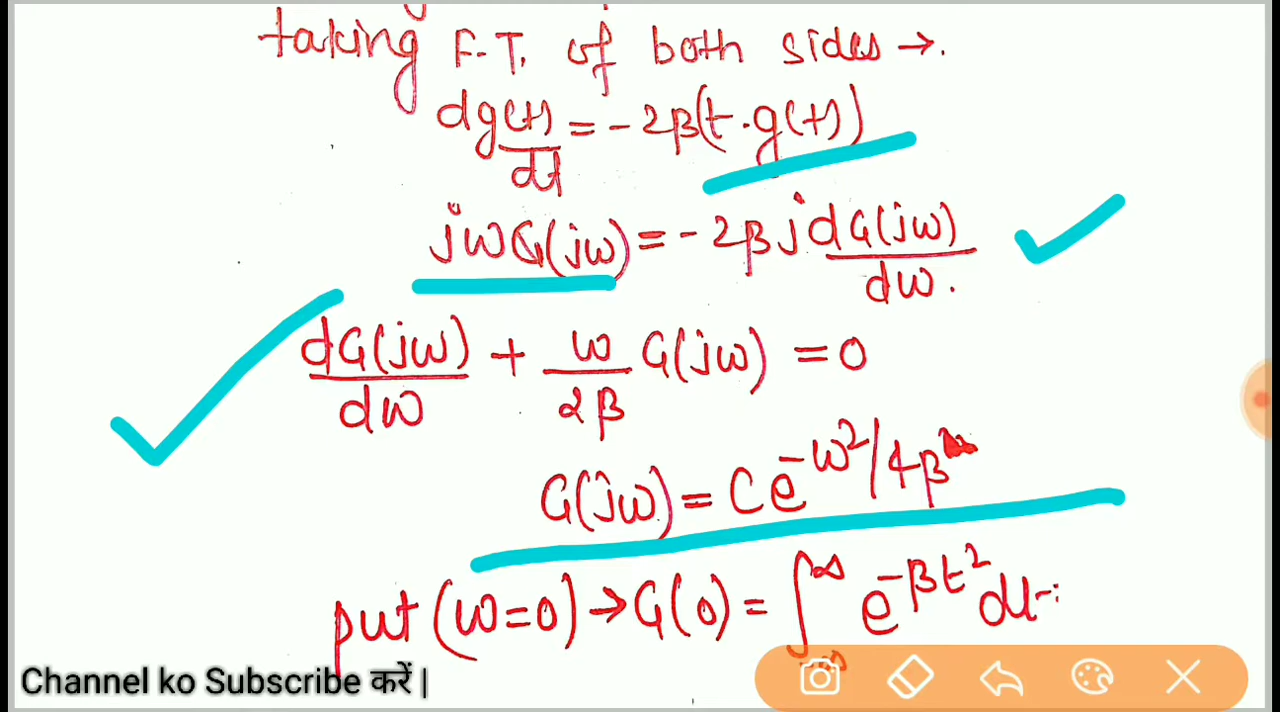 taking F.T. of both sides →.
dg(t)/dt = -2β(t.g(t))
jωG(jω) = -2βj dG(jω)/dω.
dG(jω)/dω + ω/2β G(jω) = 0
G(jω) = Ce^-ω²/4β
put (ω=0) → G(0) = ∫^∞ e^-βt² dt
Channel ko Subscribe करें |